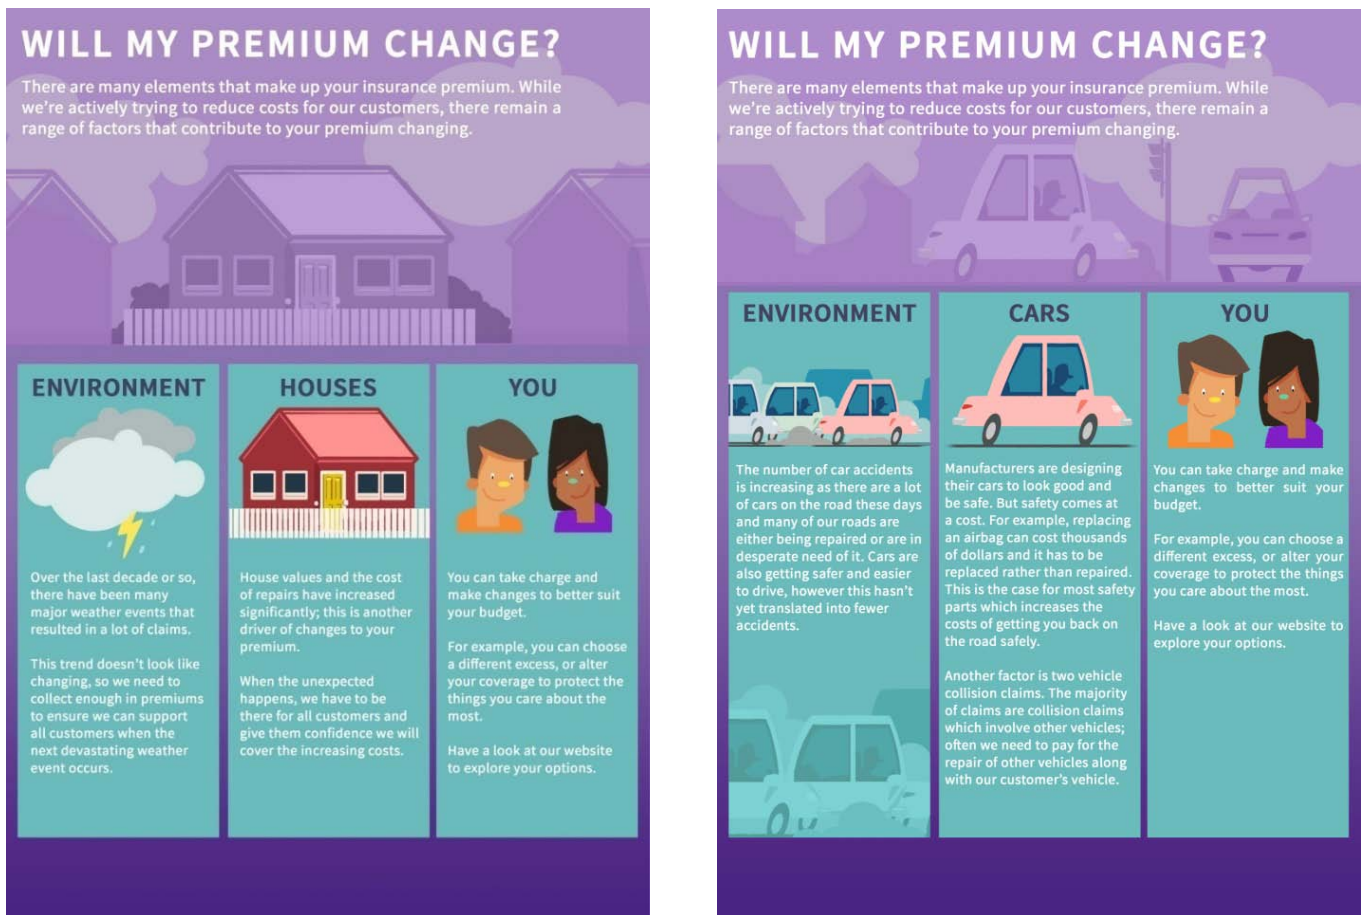 WILL MY PREMIUM CHANGE?
There are many elements that make up your insurance premium. While
we're actively trying to reduce costs for our customers, there remain a
range of factors that contribute to your premium changing.
ENVIRONMENT
Over the last decade or so,
there have been many
major weather events that
resulted in a lot of claims.
This trend doesn't look like
changing, so we need to
collect enough in premiums
to ensure we can support
all customers when the
next devastating weather
event occurs.
HOUSES
House values and the cost
of repairs have increased
significantly; this is another
driver of changes to your
premium.
When the unexpected
happens, we have to be
there for all customers and
give them confidence we will
cover the increasing costs.
YOU
You can take charge and
make changes to better suit
your budget.
For example, you can choose
a different excess, or alter
your coverage to protect the
things you care about the
most.
Have a look at our website
to explore your options.
WILL MY PREMIUM CHANGE?
There are many elements that make up your insurance premium. While
we're actively trying to reduce costs for our customers, there remain a
range of factors that contribute to your premium changing.
ENVIRONMENT
The number of car accidents
is increasing as there are a lot
of cars on the road these days
and many of our roads are
either being repaired or are in
desperate need of it. Cars are
also getting safer and easier
to drive, however this hasn't
yet translated into fewer
accidents.
CARS
Manufacturers are designing
their cars to look good and
be safe. But safety comes at
a cost. For example, replacing
an airbag can cost thousands
of dollars and it has to be
replaced rather than repaired.
This is the case for most safety
parts which increases the
costs of getting you back on
the road safely.
Another factor is two vehicle
collision claims. The majority
of claims are collision claims
which involve other vehicles;
often we need to pay for the
repair of other vehicles along
with our customer's vehicle.
YOU
You can take charge and make
changes to better suit your
budget.
For example, you can choose a
different excess, or alter your
coverage to protect the things
you care about the most.
Have a look at our website to
explore your options.